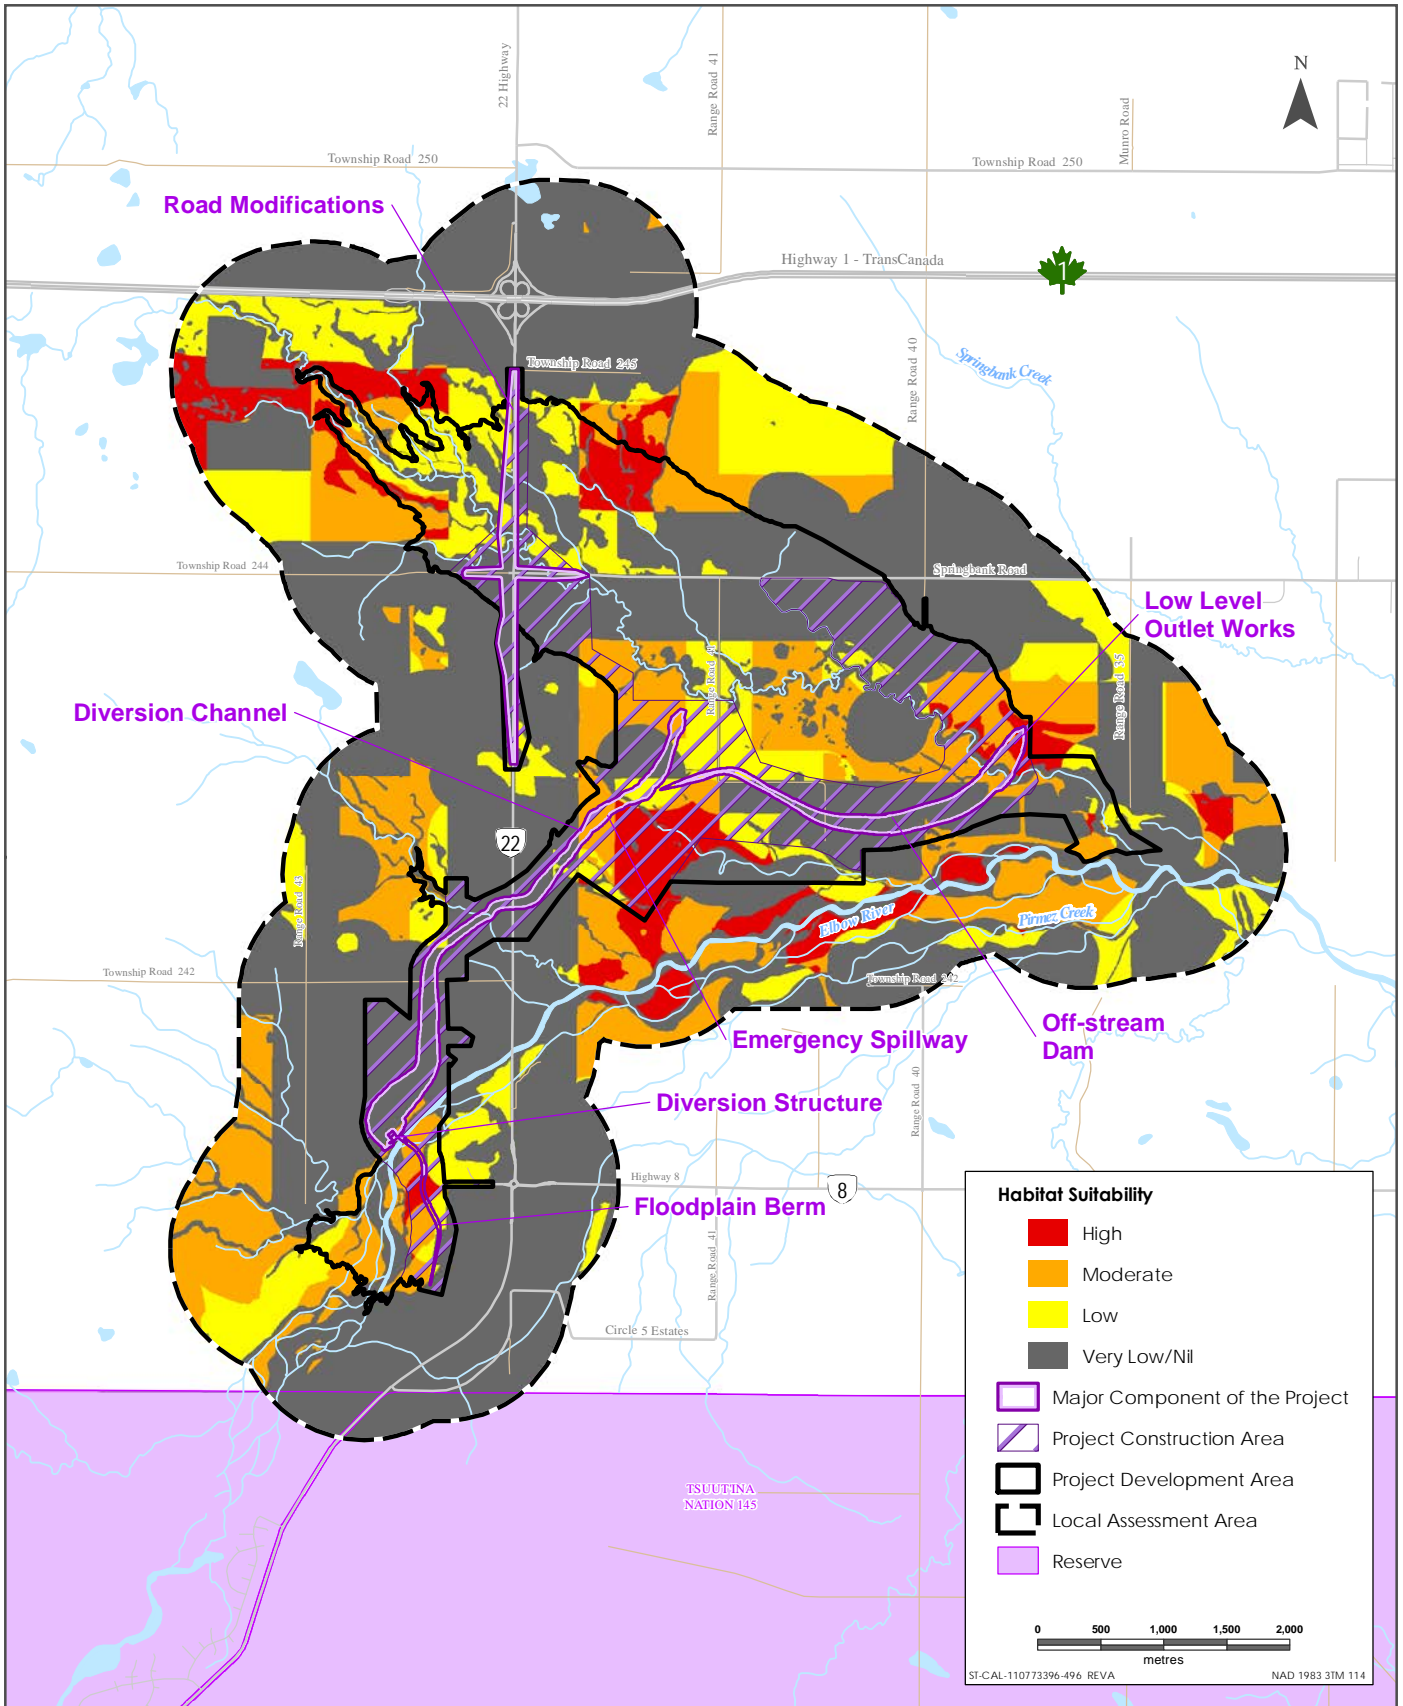 22 Highway
Range Road 41
Munro Road
N
Township Road 250
Township Road 250
Road Modifications
Highway 1 - TransCanada
1
Township Road 245
Range Road 40
Springbank Creek
Township Road 244
Springbank Road
Low Level
Outlet Works
Range Road 41
Range Road 35
Diversion Channel
22
Range Road 43
Elbow River
Pirmez Creek
Township Road 242
Township Road 242
Off-stream
Dam
Emergency Spillway
Range Road 40
Diversion Structure
Highway 8
8
Floodplain Berm
Range Road 41
Circle 5 Estates
TSUUT'INA
NATION 145
Habitat Suitability
High
Moderate
Low
Very Low/Nil
Major Component of the Project
Project Construction Area
Project Development Area
Local Assessment Area
Reserve
0 500 1,000 1,500 2,000
metres
ST-CAL-110773396-496 REVA
NAD 1983 3TM 114